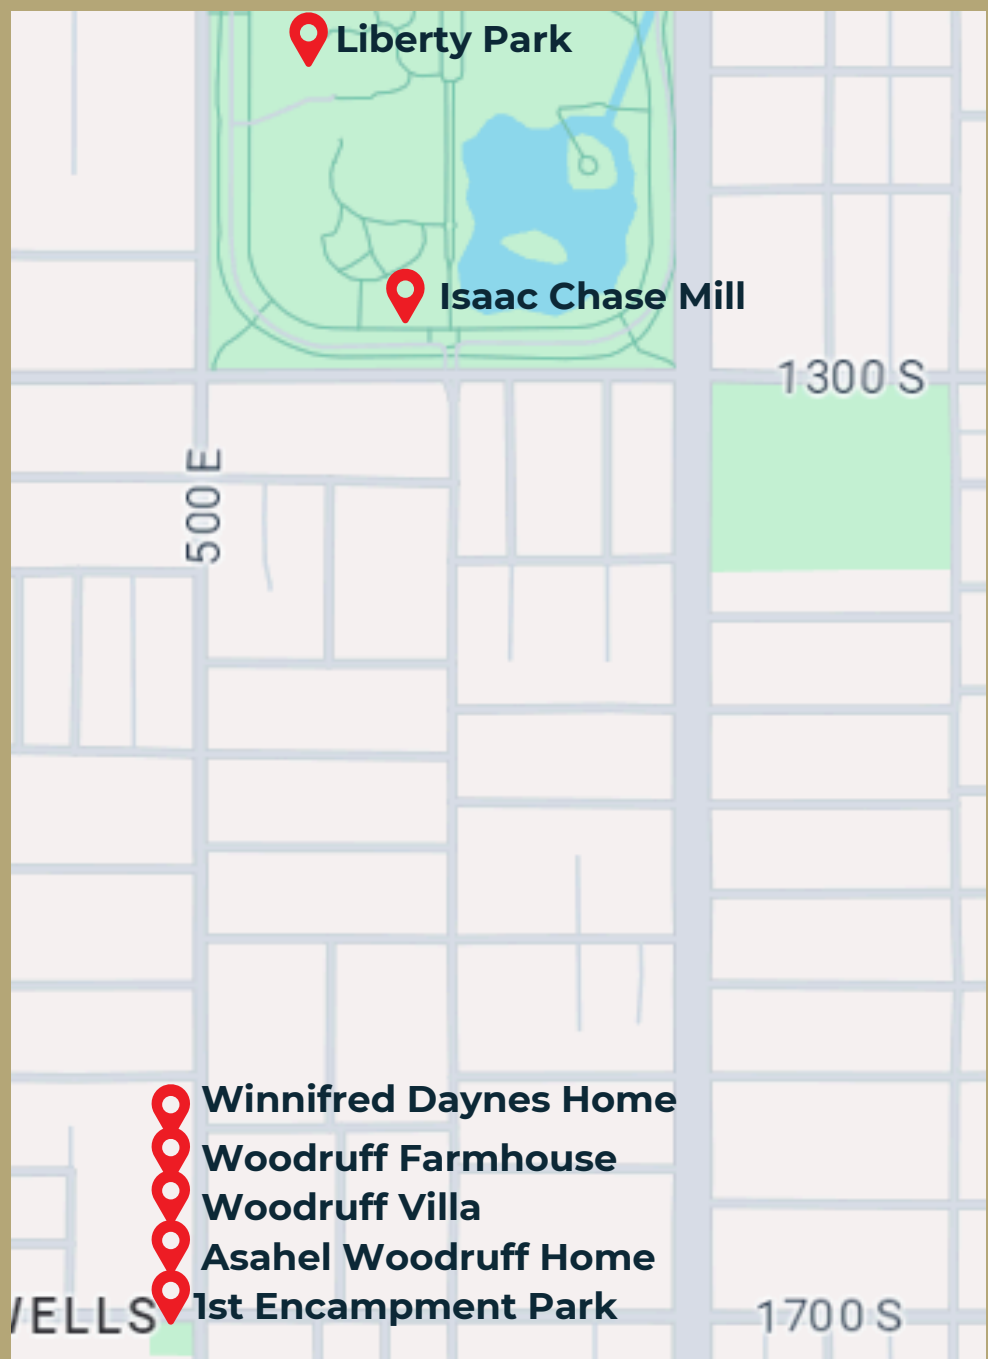 Liberty Park
Isaac Chase Mill
1300 S
500 E
Winnifred Daynes Home
Woodruff Farmhouse
Woodruff Villa
Asahel Woodruff Home
1st Encampment Park
WELLS
1700 S